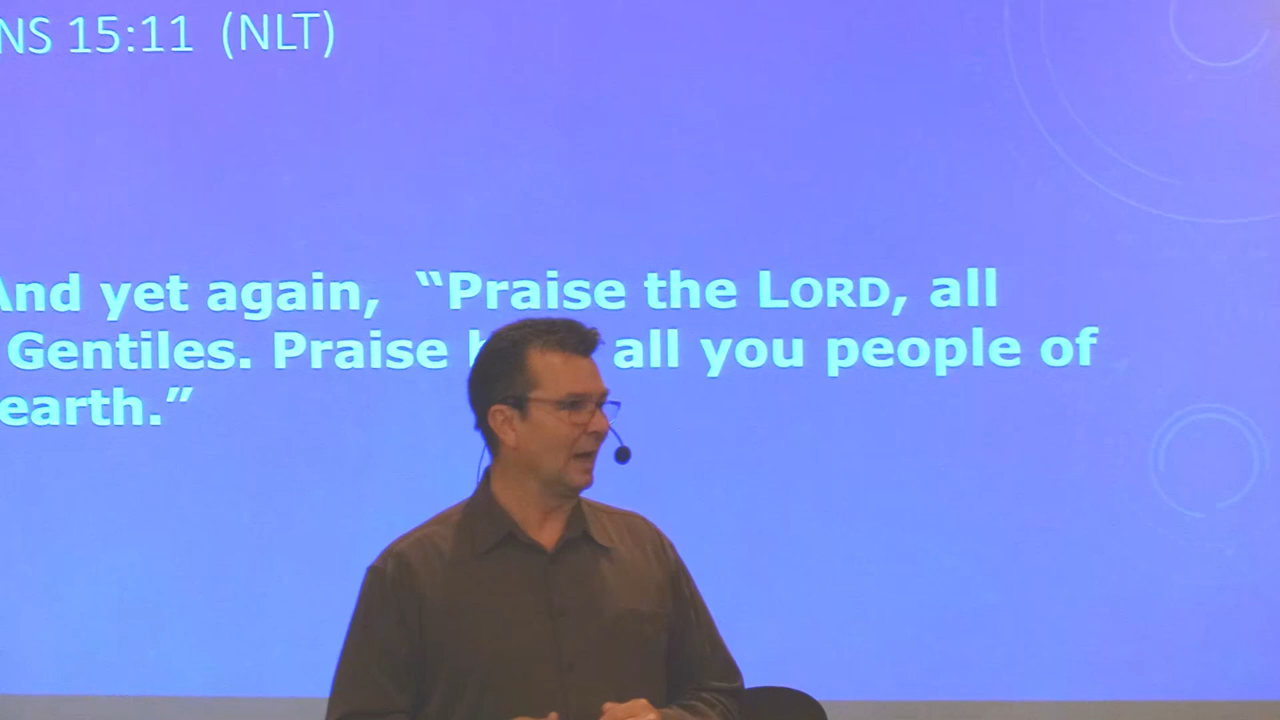 NS 15:11 (NLT)
And yet again, “Praise the LORD, all
Gentiles. Praise all you people of
earth.”